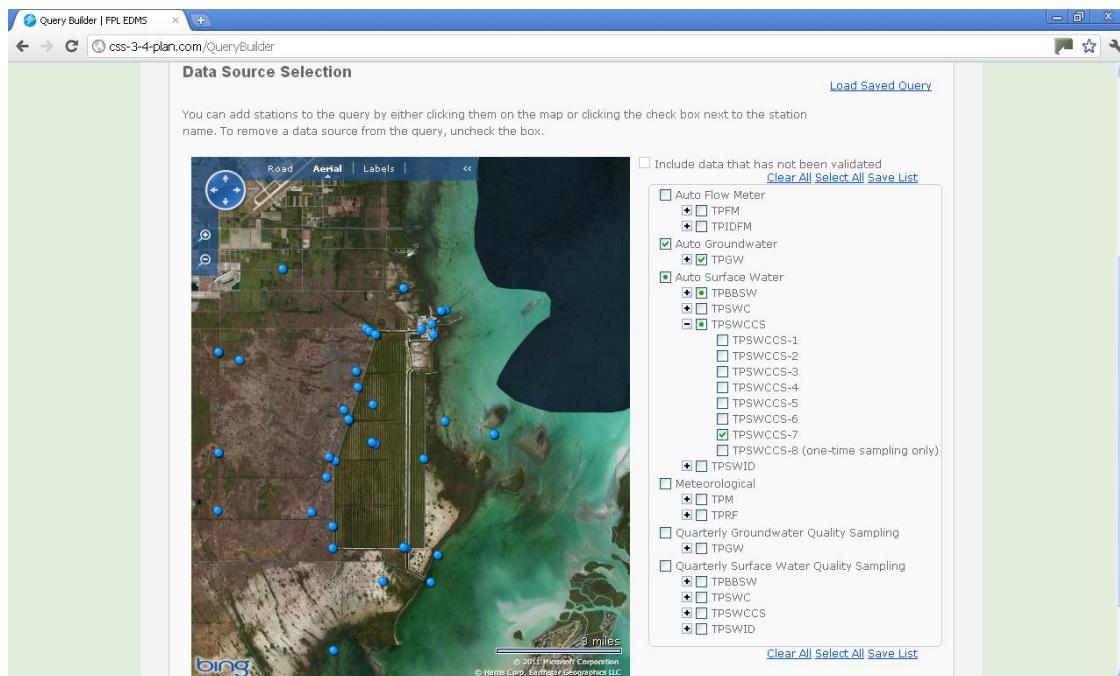 Query Builder | FPL EDMS
css-3-4-plan.com/QueryBuilder
Data Source Selection
Load Saved Query
You can add stations to the query by either clicking them on the map or clicking the check box next to the station
name. To remove a data source from the query, uncheck the box.
Road Aerial Labels «
Include data that has not been validated
Clear All Select All Save List
Auto Flow Meter
TPFM
TPIDFM
Auto Groundwater
TPGW
Auto Surface Water
TPBBSW
TPSWC
TPSWCCS
TPSWCCS-1
TPSWCCS-2
TPSWCCS-3
TPSWCCS-4
TPSWCCS-5
TPSWCCS-6
TPSWCCS-7
TPSWCCS-8 (one-time sampling only)
TPSWID
Meteorological
TPM
TPRF
Quarterly Groundwater Quality Sampling
TPGW
Quarterly Surface Water Quality Sampling
TPBBSW
TPSWC
TPSWCCS
TPSWID
Clear All Select All Save List
3 miles
bing
© 2011 Microsoft Corporation
© Harris Corp, Earthstar Geographics LLC